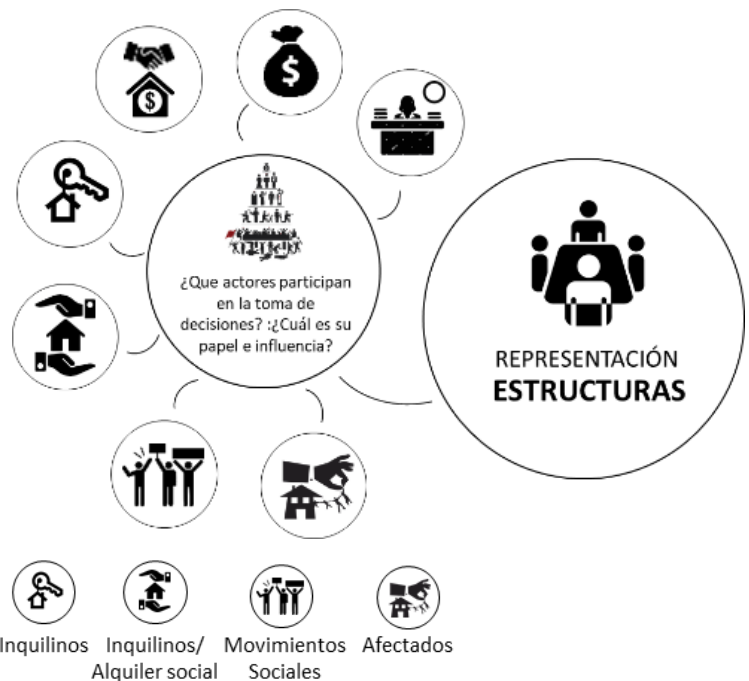 ¿Que actores participan
en la toma de
decisiones? :¿Cuál es su
papel e influencia?
REPRESENTACIÓN
ESTRUCTURAS
Inquilinos
Inquilinos/
Alquiler social
Movimientos
Sociales
Afectados